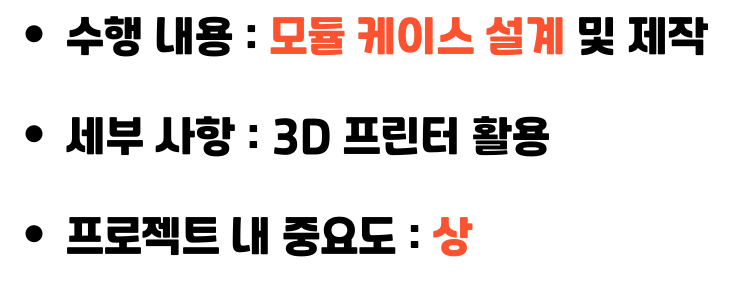 • 수행 내용 : 모듈 케이스 설계 및 제작
• 세부 사항 : 3D 프린터 활용
• 프로젝트 내 중요도 : 상